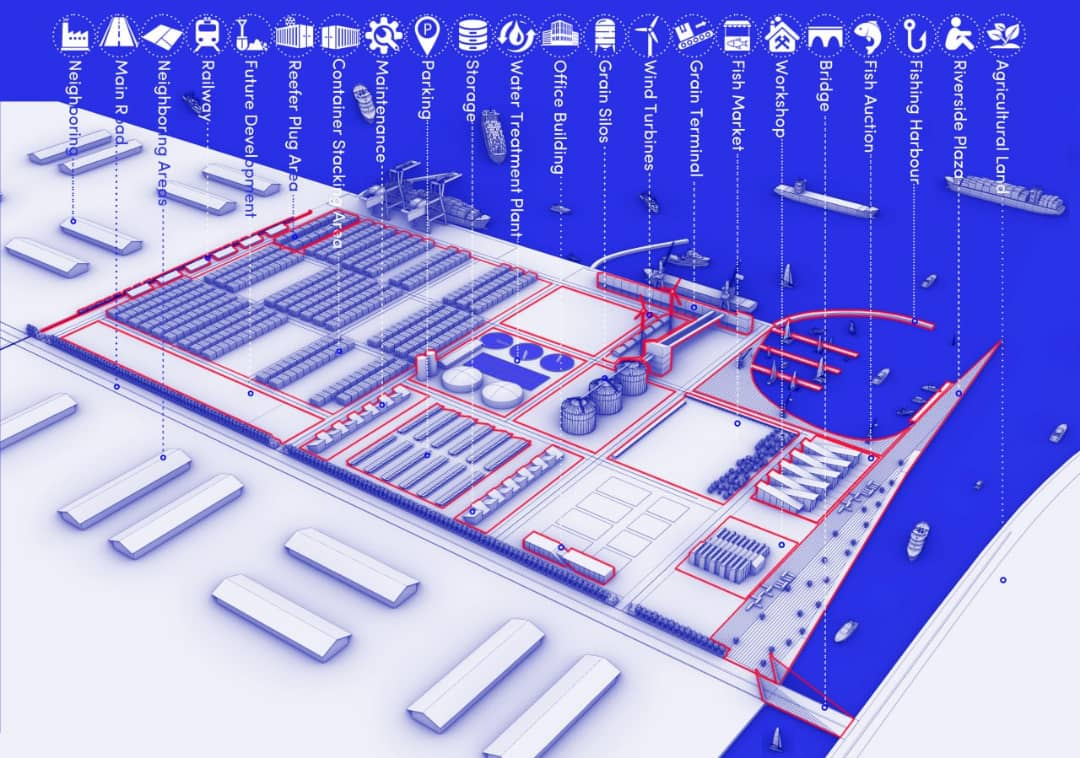 Neighboring
Main Road
Neighboring Areas
Railway
Future Development
Reefer Plug Area
Container Stacking Area
Maintenance
Parking
Storage
Water Treatment Plant
Office Building
Grain Silos
Wind Turbines
Grain Terminal
Fish Market
Workshop
Bridge
Fish Auction
Fishing Harbour
Riverside Plaza
Agricultural Land
P